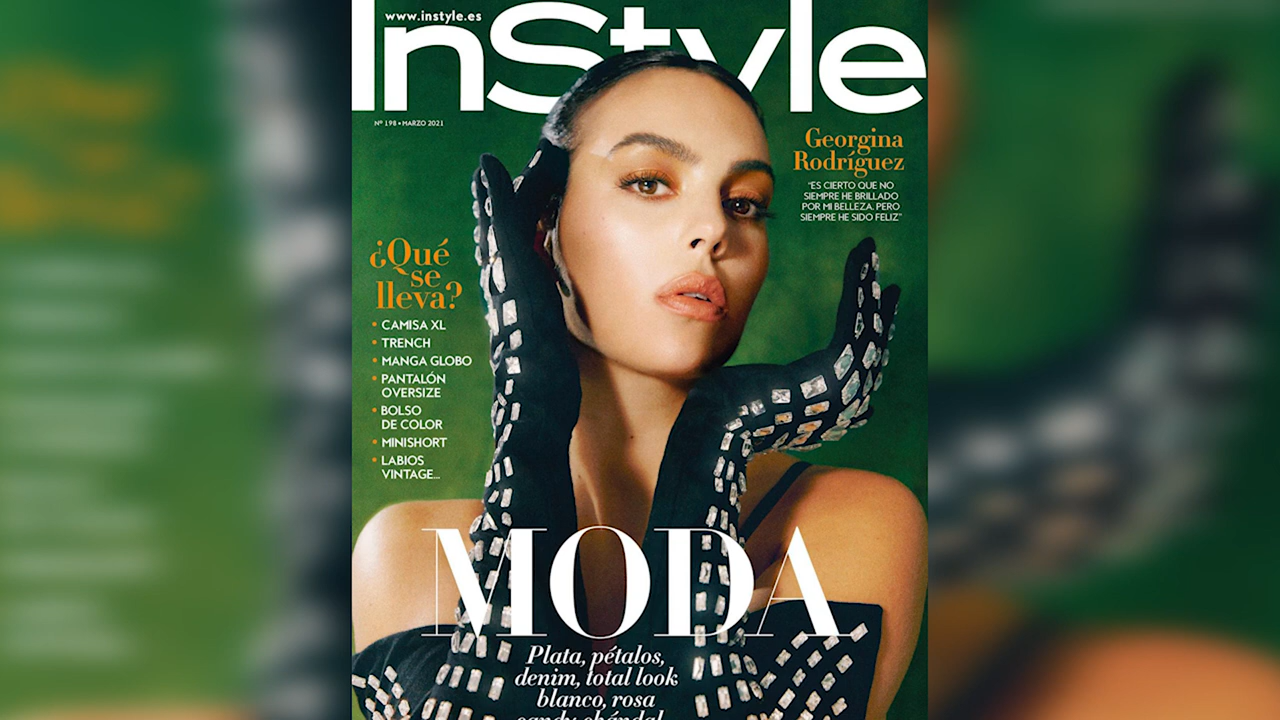 www.instyle.es
InStyle
Nº 198 • MARZO 2021
Georgina
Rodríguez
"ES CIERTO QUE NO
SIEMPRE HE BRILLADO
POR MI BELLEZA. PERO
SIEMPRE HE SIDO FELIZ"
¿Qué
se
lleva?
• CAMISA XL
• TRENCH
• MANGA GLOBO
• PANTALÓN
OVERSIZE
• BOLSO
DE COLOR
• MINISHORT
• LABIOS
VINTAGE...
MODA
Plata, pétalos,
denim, total look
blanco, rosa
candy, chándal